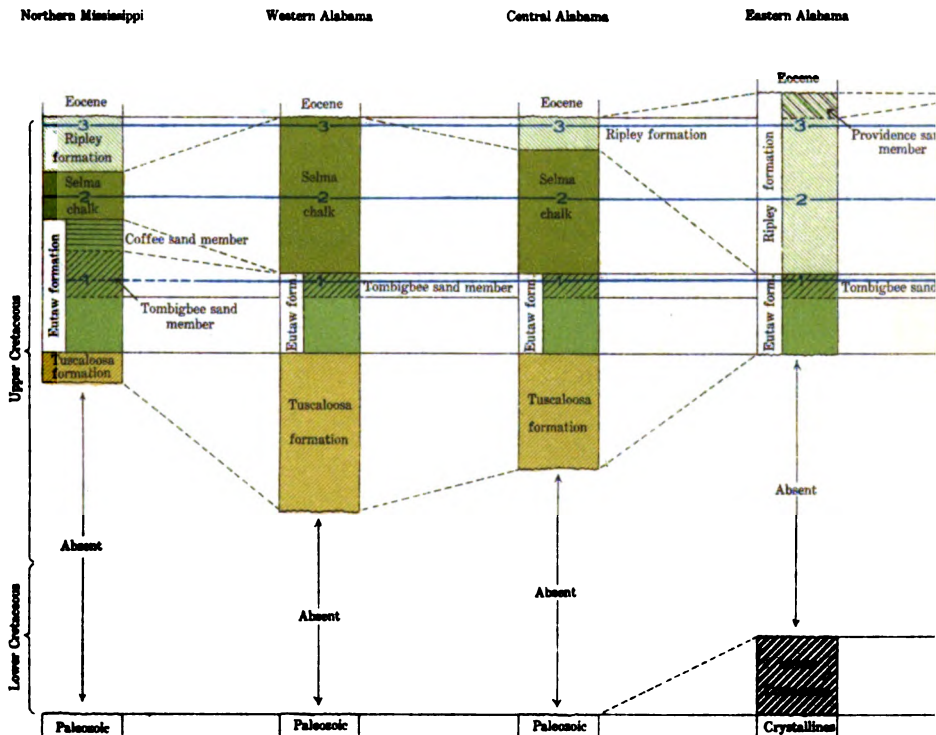 Northern Mississippi
Western Alabama
Central Alabama
Eastern Alabama
Eocene
Eocene
Eocene
Eocene
3
3
3
3
Ripley
formation
Ripley formation
Providence san
member
Ripley formation
Selma
2
chalk
Selma
2
chalk
Selma
2
chalk
2
Coffee sand member
Eutaw formation
1
Tombigbee sand
member
1
Eutaw form
Tombigbee sand member
1
Eutaw form
1
Eutaw form
Tombigbee sand
Tuscaloosa
formation
Tuscaloosa
formation
Tuscaloosa
formation
Upper Cretaceous
Lower Cretaceous
Absent
Absent
Absent
Absent
Paleozoic
Paleozoic
Paleozoic
Crystallines